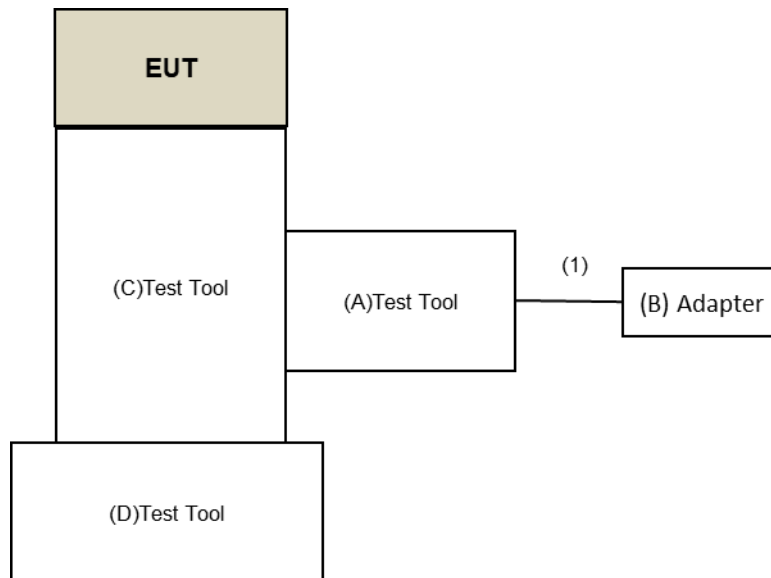 EUT
(C)Test Tool
(A)Test Tool
(1)
(B) Adapter
(D)Test Tool